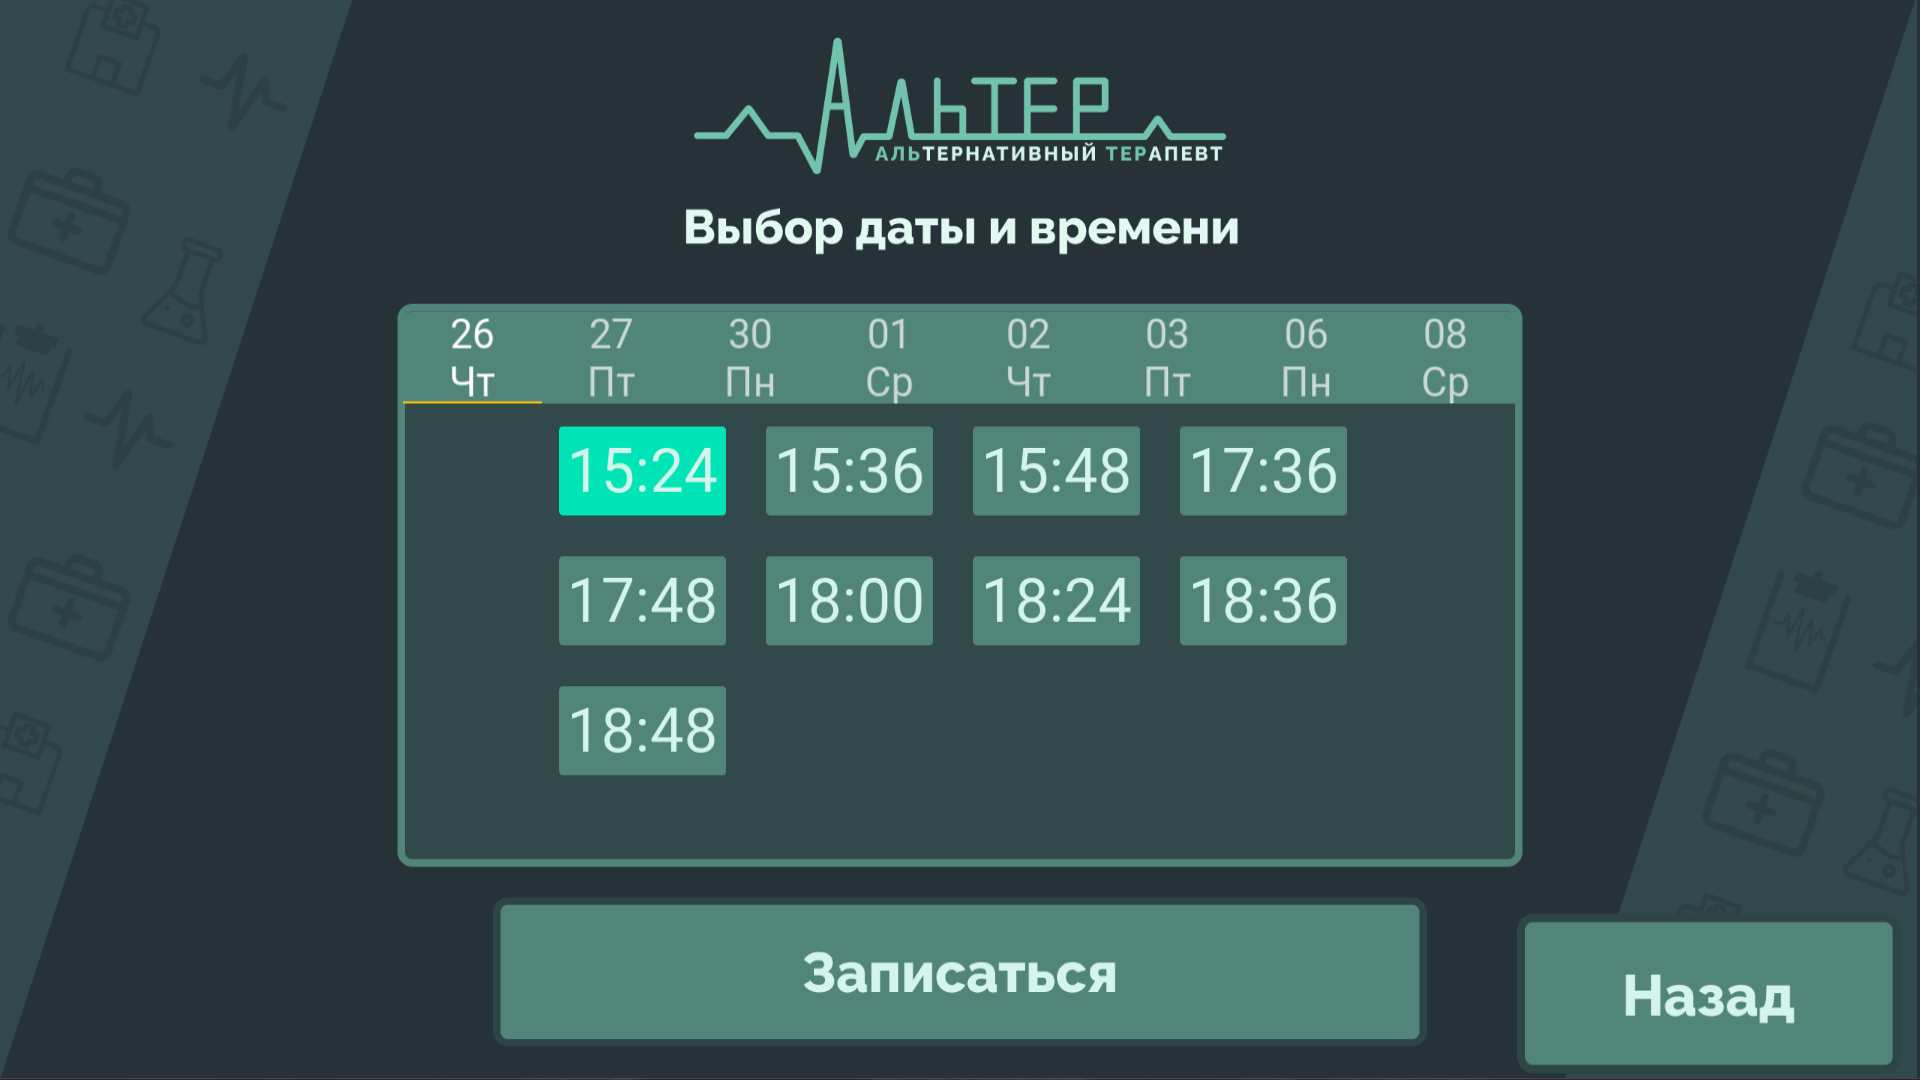 АЛЬТЕР
АЛЬТЕРНАТИВНЫЙ ТЕРАПЕВТ
Выбор даты и времени
26 27 30 01 02 03 06 08
Чт Пт Пн Ср Чт Пт Пн Ср
15:24 15:36 15:48 17:36
17:48 18:00 18:24 18:36
18:48
Записаться
Назад